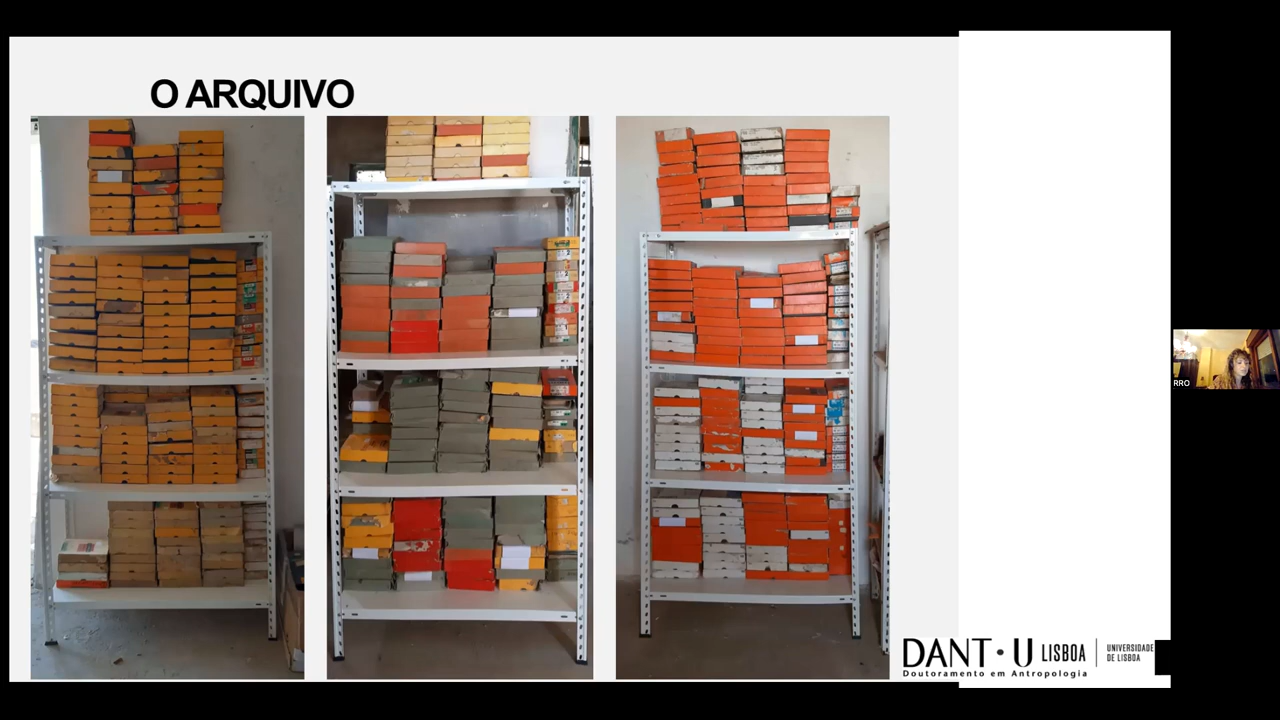 O ARQUIVO
RRO
DANT · U LISBOA
UNIVERSIDADE
DE LISBOA
Doutoramento em Antropologia